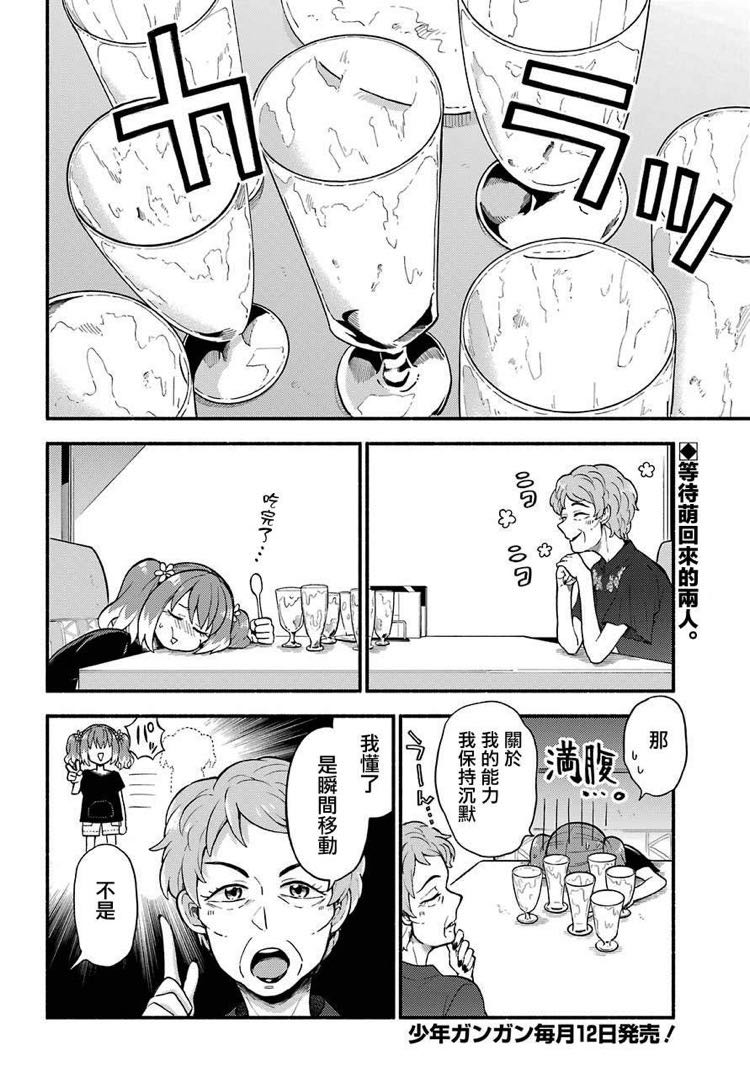 カラッ
◆等待萌回來的兩人。
ニコ
ニコ
吃完了…
那
満腹…。
關於
我的能力
我保持沉默
うーん…
我懂了
是瞬間移動
パッ
不是
少年ガンガン毎月12日発売！